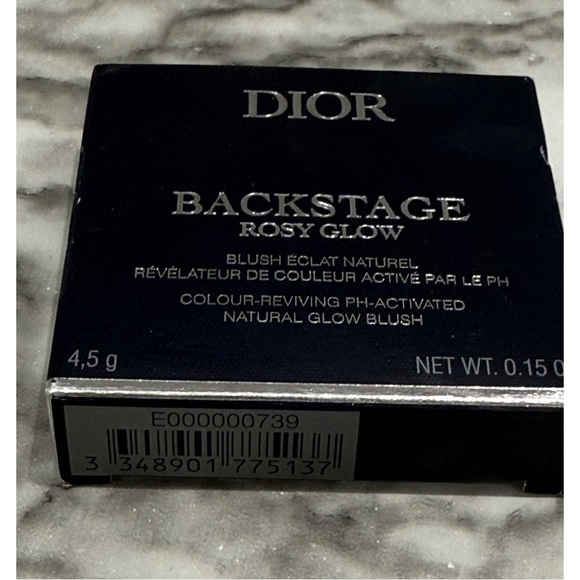 DIOR
BACKSTAGE
ROSY GLOW
BLUSH ÉCLAT NATUREL
RÉVÉLATEUR DE COULEUR ACTIVÉ PAR LE PH
COLOUR-REVIVING PH-ACTIVATED
NATURAL GLOW BLUSH
4,5 g
NET WT. 0.15 O
E000000739
3 348901 775137